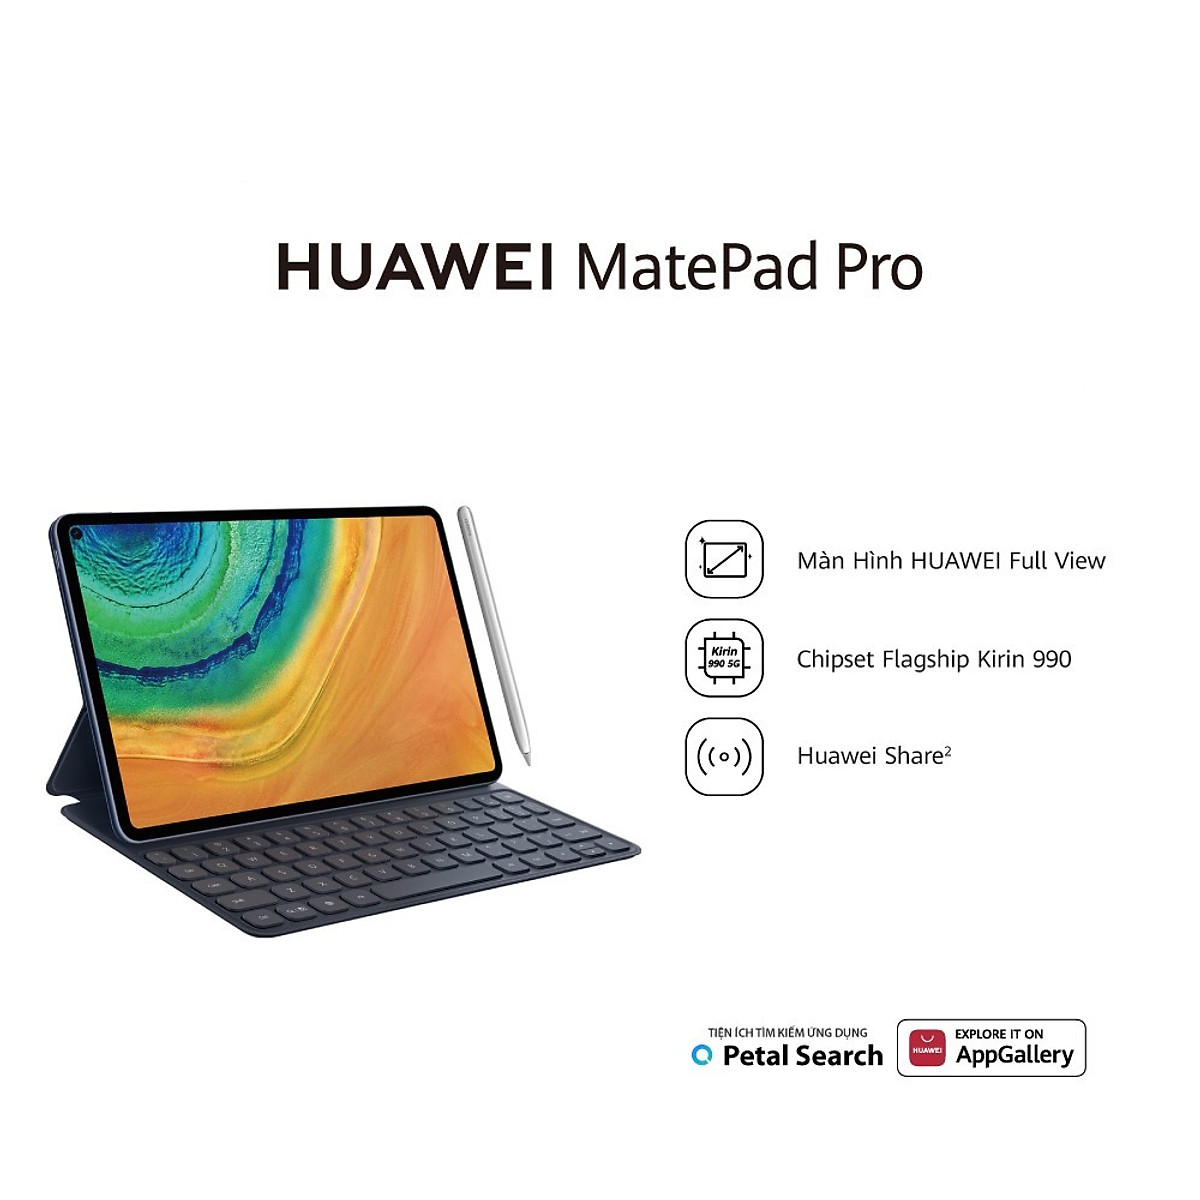 HUAWEI MatePad Pro
Màn Hình HUAWEI Full View
Kirin
990 5G
Chipset Flagship Kirin 990
Huawei Share²
TIỆN ÍCH TÌM KIẾM ỨNG DỤNG
Petal Search
HUAWEI
EXPLORE IT ON
AppGallery